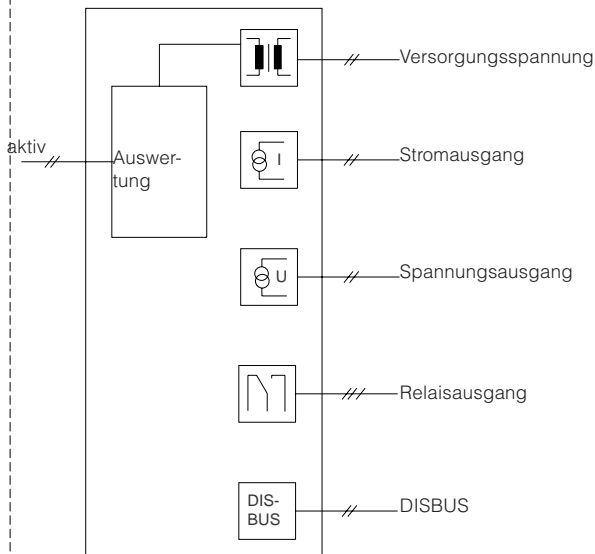 Versorgungsspannung
aktiv
Auswer-
tung
I
Stromausgang
U
Spannungsausgang
Relaisausgang
DIS-
BUS
DISBUS